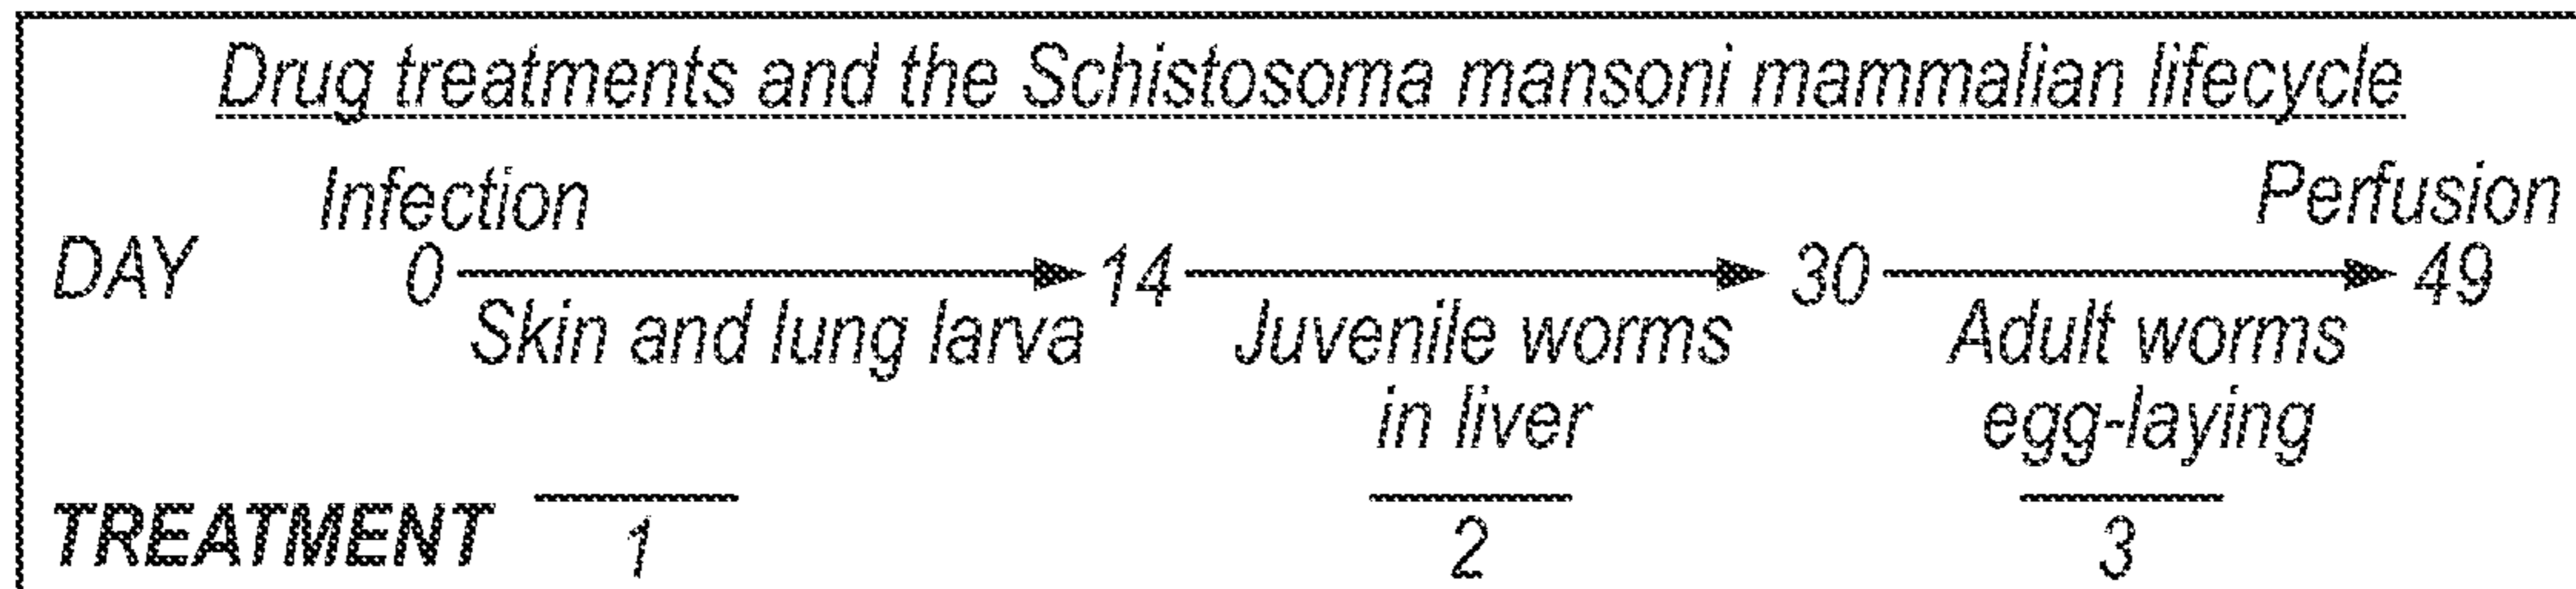 Drug treatments and the Schistosoma mansoni mammalian lifecycle
Infection
Perfusion
DAY 0 14 30 49
Skin and lung larva
Juvenile worms
in liver
Adult worms
egg-laying
TREATMENT 1 2 3